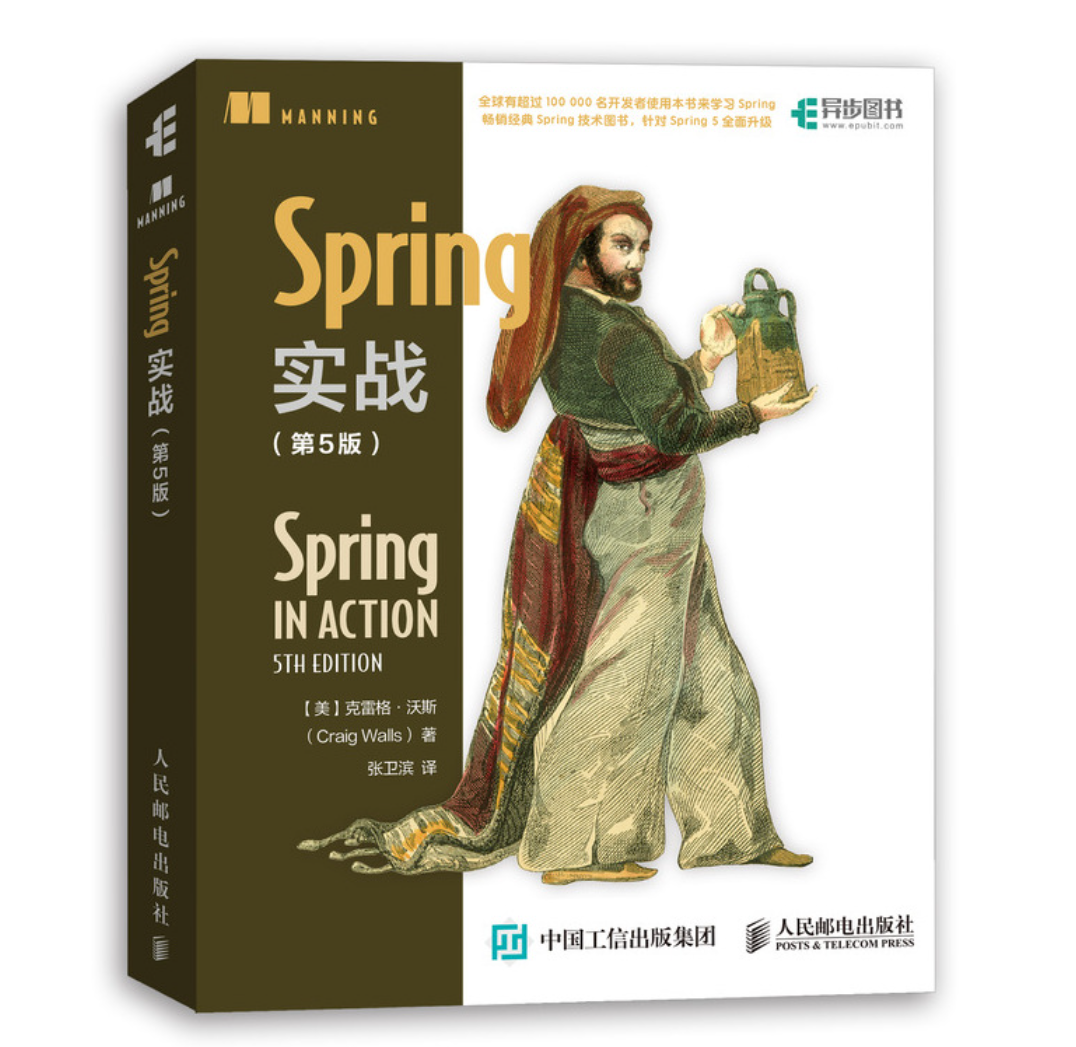 MANNING
Spring
实战
(第5版)
人民邮电出版社
MANNING
全球有超过 100 000 名开发者使用本书来学习 Spring
畅销经典 Spring 技术图书，针对 Spring 5 全面升级
异步图书
www.epubit.com
Spring
实战
(第5版)
Spring
IN ACTION
5TH EDITION
【美】克雷格·沃斯
(Craig Walls) 著
张卫滨 译
中国工信出版集团
人民邮电出版社
POSTS & TELECOM PRESS